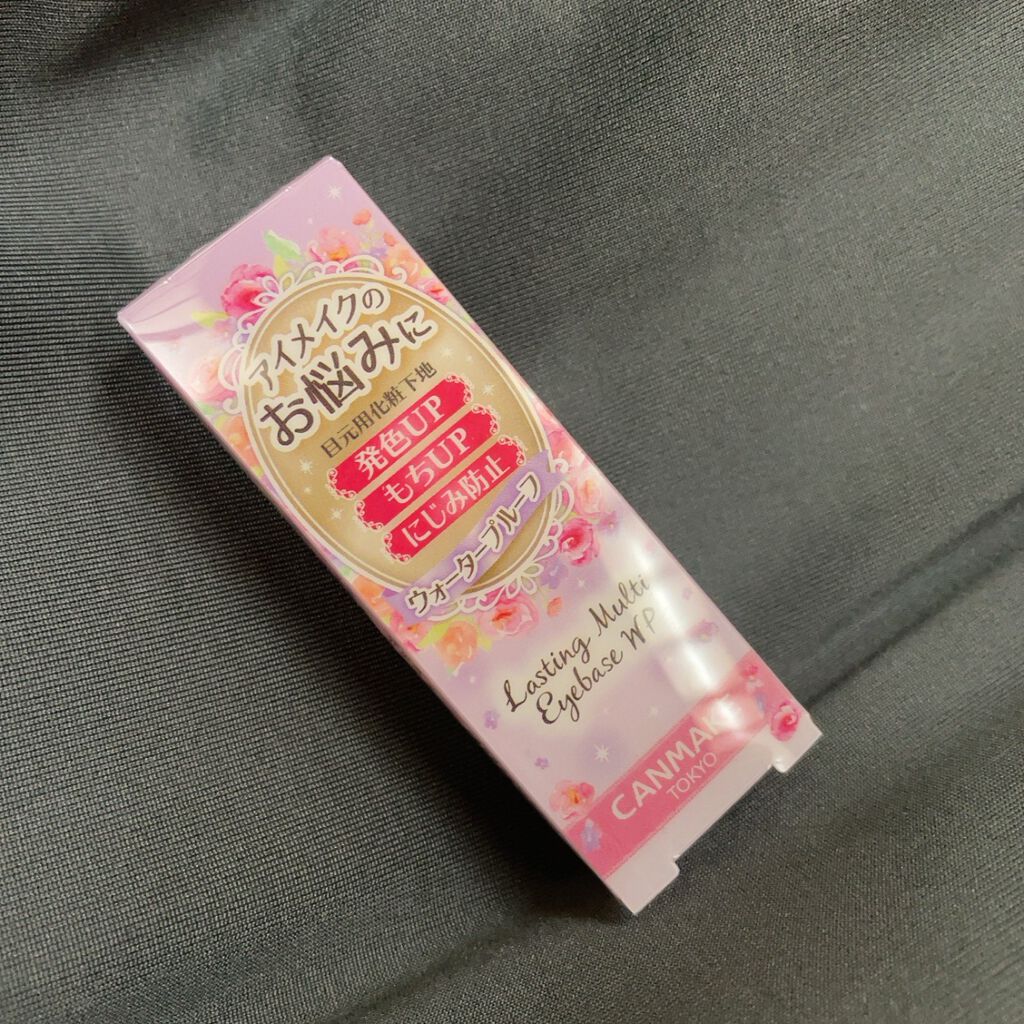 アイメイクの
お悩みに
目元用化粧下地
発色UP
もちUP
にじみ防止
ウォータープルーフ
Lasting Multi
Eyebase WP
CANMAKE
TOKYO